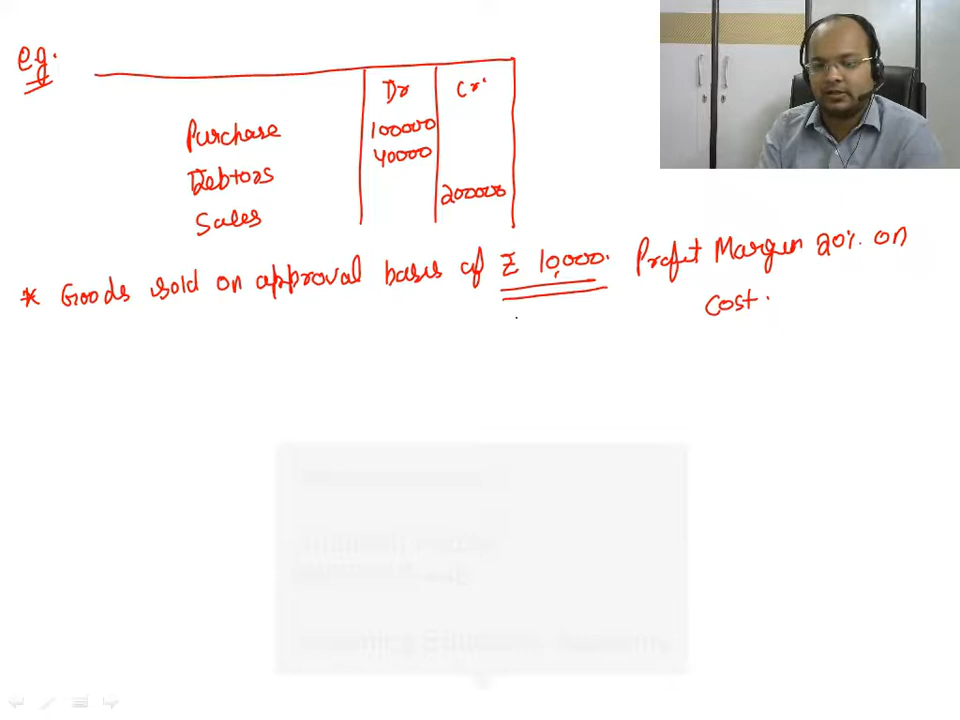 e.g.
Dr Cr.
Purchase 100000
Debtors 40000
Sales 200000
* Goods sold on approval basis of ₹ 10,000. Profit Margin 20% on
cost.